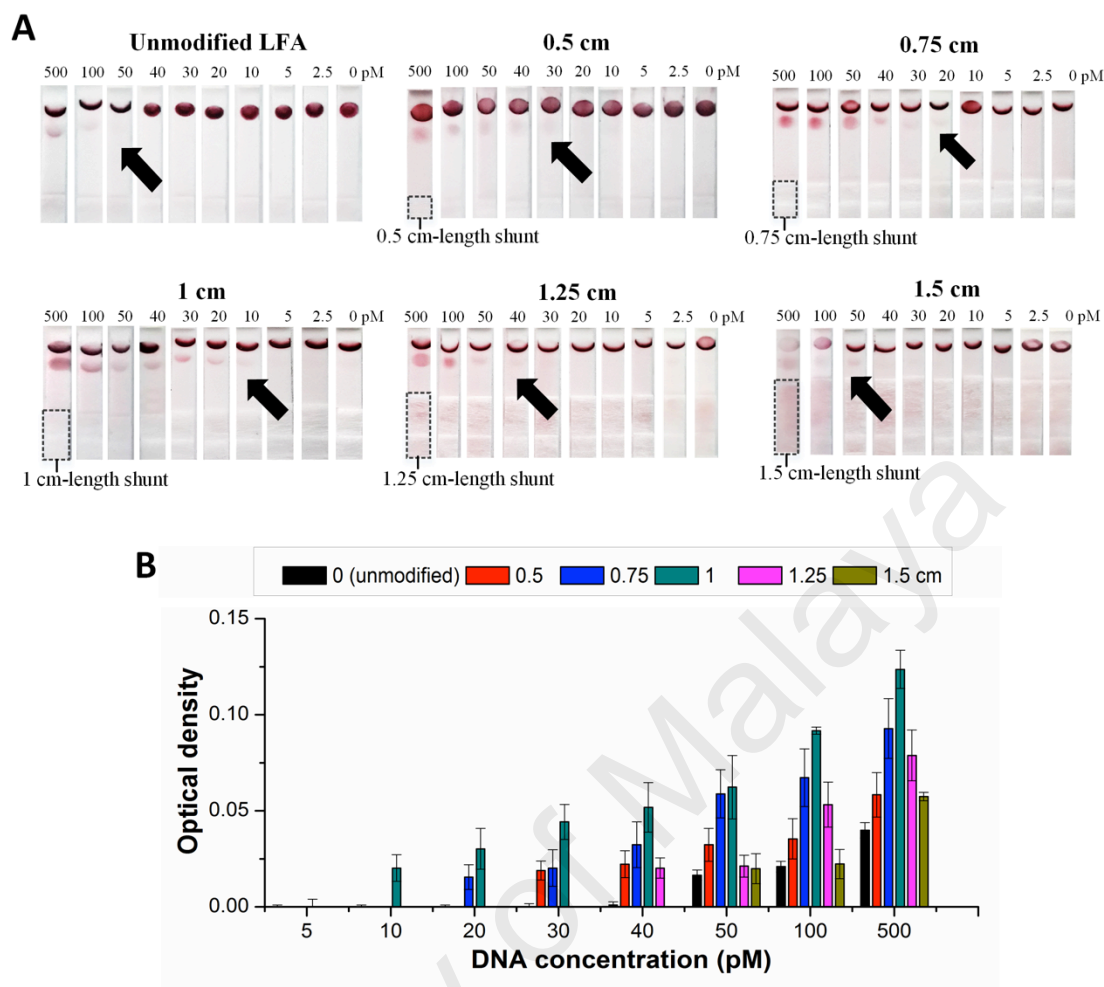 A
Unmodified LFA
500 100 50 40 30 20 10 5 2.5 0 pM
0.5 cm
500 100 50 40 30 20 10 5 2.5 0 pM
0.5 cm-length shunt
0.75 cm
500 100 50 40 30 20 10 5 2.5 0 pM
0.75 cm-length shunt
1 cm
500 100 50 40 30 20 10 5 2.5 0 pM
1 cm-length shunt
1.25 cm
500 100 50 40 30 20 10 5 2.5 0 pM
1.25 cm-length shunt
1.5 cm
500 100 50 40 30 20 10 5 2.5 0 pM
1.5 cm-length shunt
B
0 (unmodified) 0.5 0.75 1 1.25 1.5 cm
Optical density
0.15
0.10
0.05
0.00
5 10 20 30 40 50 100 500
DNA concentration (pM)
of Malaya